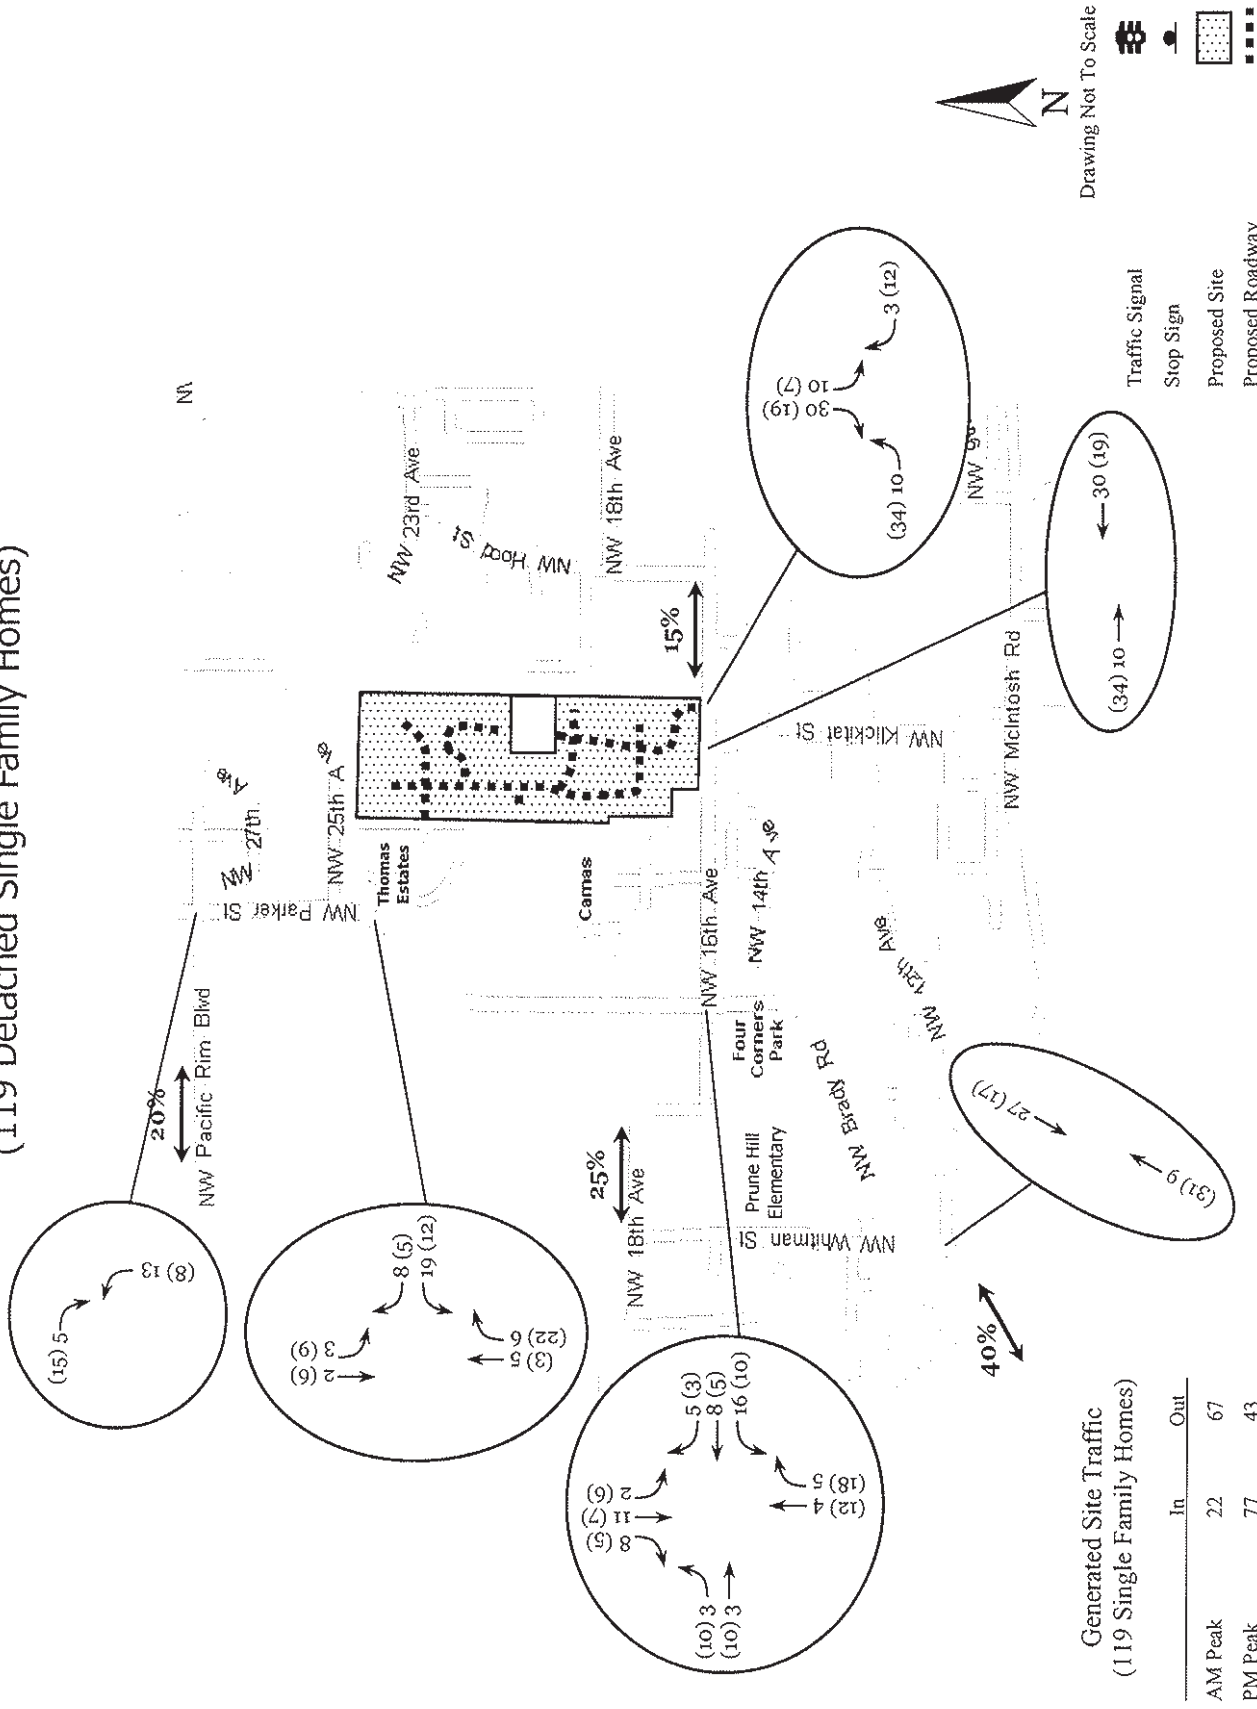 (119 Detached Single Family Homes)
(15) 5
(8) 13
20%
NW Pacific Rim Blvd
NW 27th
Ave
NW Parker St
NW 25th A
ve
Thomas
Estates
2 (6)
3 (9)
8 (5)
19 (12)
(3) 5
(22) 6
NW 23rd Ave
NW Hood St
NW 18th Ave
Camas
25%
NW 18th Ave
15%
NW 16th Ave
8 (5)
11 (7)
2 (6)
5 (3)
8 (5)
16 (10)
(10) 3
(10) 3
(12) 4
(18) 5
Four
Corners
Park
NW 14th Ave
Prune Hill
Elementary
NW Whitman St
NW Brady Rd
NW 12th Ave
NW Klickitat St
NW McIntosh Rd
30 (19)
10 (7)
(34) 10
3 (12)
(34) 10
30 (19)
27 (17)
(31) 9
40%
Generated Site Traffic
(119 Single Family Homes)
In Out
AM Peak 22 67
PM Peak 77 43
N
Drawing Not To Scale
Traffic Signal
Stop Sign
Proposed Site
Proposed Roadway